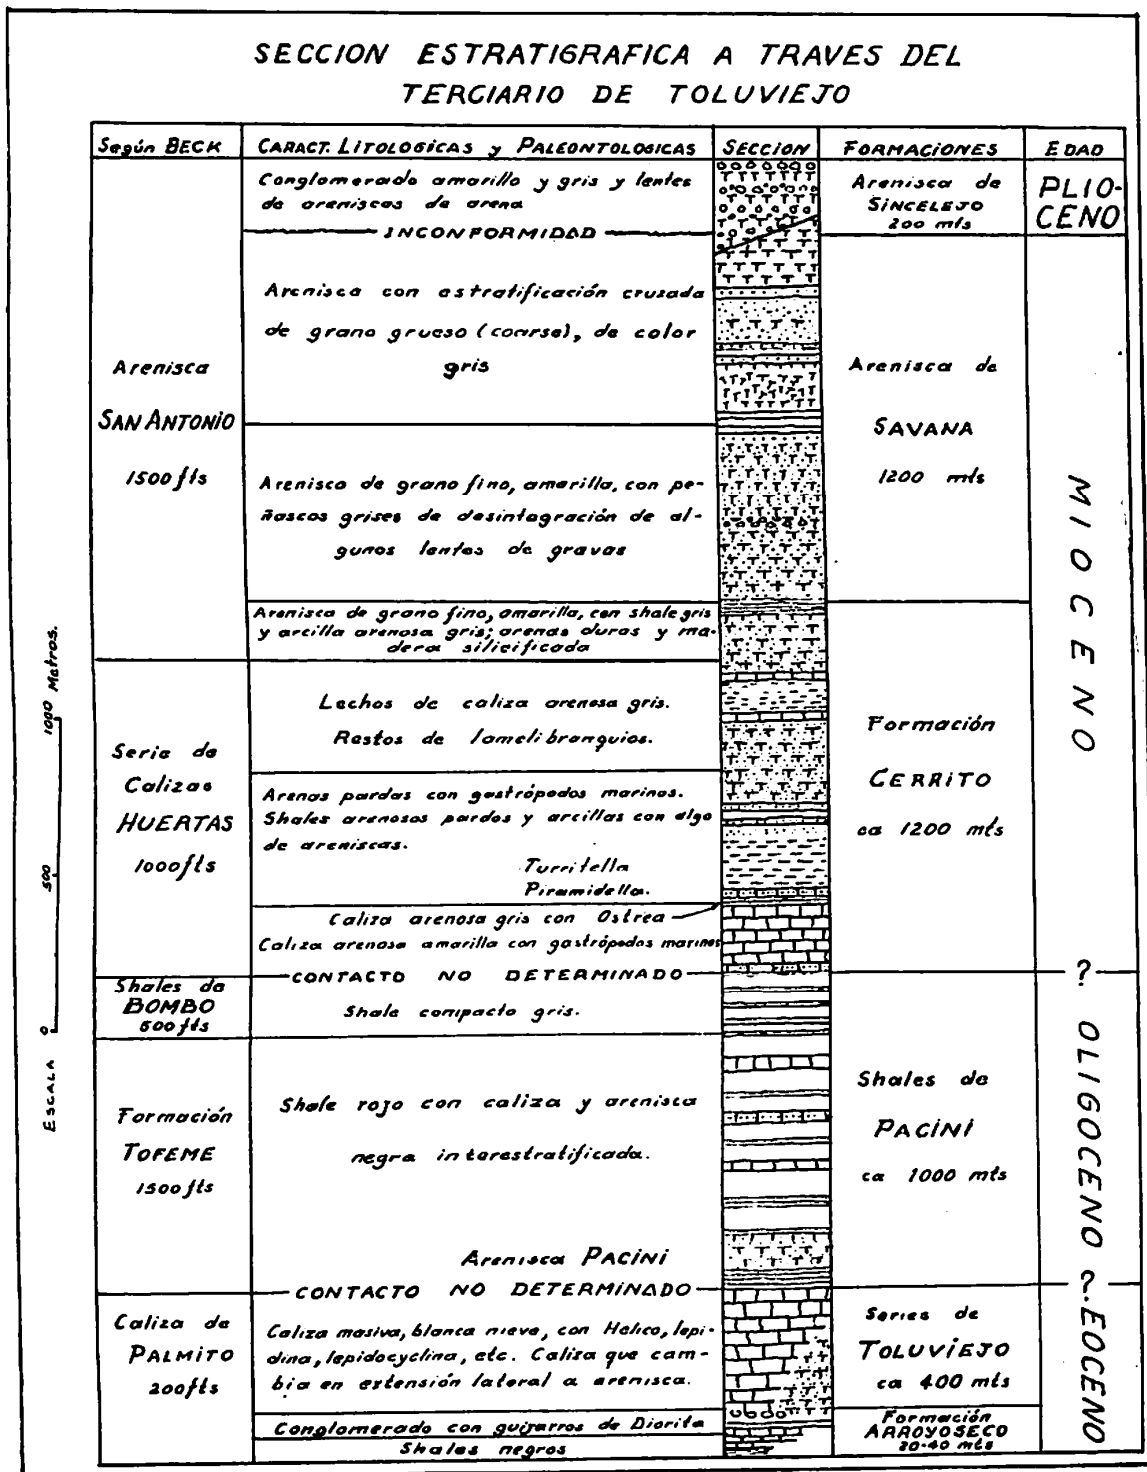 SECCION ESTRATIGRAFICA A TRAVES DEL
TERCIARIO DE TOLUVIEJO
Según BECK
CARACT. LITOLOGICAS y PALEONTOLOGICAS
SECCION
FORMACIONES
EDAD
Conglomerado amarillo y gris y lentes
de areniscas de arena
Arenisca de
SINCELEJO
200 mts
PLIO-
CENO
INCONFORMIDAD
Arenisca con estratificación cruzada
de grano grueso (coarse), de color
gris
Arenisca
SAN ANTONIO
1500 fts
Arenisca de
SAVANA
1200 mts
Arenisca de grano fino, amarilla, con pe-
ñascos grises de desintegración de al-
gunos lentes de gravas
MIOCENO
Arenisca de grano fino, amarilla, con shale gris
y arcilla arenosa gris; arenas duras y ma-
dera silicificada
Lechos de caliza arenosa gris.
Restos de lamelibranquios.
Serie de
Calizas
HUERTAS
1000 fts
Formación
CERRITO
ca 1200 mts
Arenas pardas con gastrópodos marinos.
Shales arenosos pardos y arcillas con algo
de areniscas.
Turritella
Piramidella.
Caliza arenosa gris con Ostrea
Caliza arenosa amarilla con gastrópodos marinos
CONTACTO NO DETERMINADO
?
Shales de
BOMBO
500 fts
Shale compacto gris.
Formación
TOFEME
1500 fts
Shale rojo con caliza y arenisca
negra interestratificada.
Arenisca PACINI
Shales de
PACINI
ca 1000 mts
OLIGOCENO
CONTACTO NO DETERMINADO
?
Caliza de
PALMITO
200 fts
Caliza masiva, blanca nieve, con Helico, lepi-
dina, lepidocyclina, etc. Caliza que cam-
bia en extensión lateral a arenisca.
Series de
TOLUVIEJO
ca 400 mts
EOCENO
Conglomerado con guijarros de Diorita
Shales negros
Formación
ARROYOSECO
20-40 mts
ESCALA 0 500 1000 Metros.